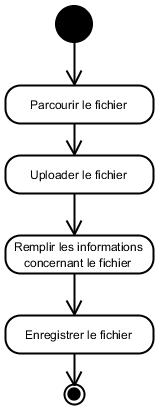 Parcourir le fichier
Uploader le fichier
Remplir les informations
concernant le fichier
Enregistrer le fichier